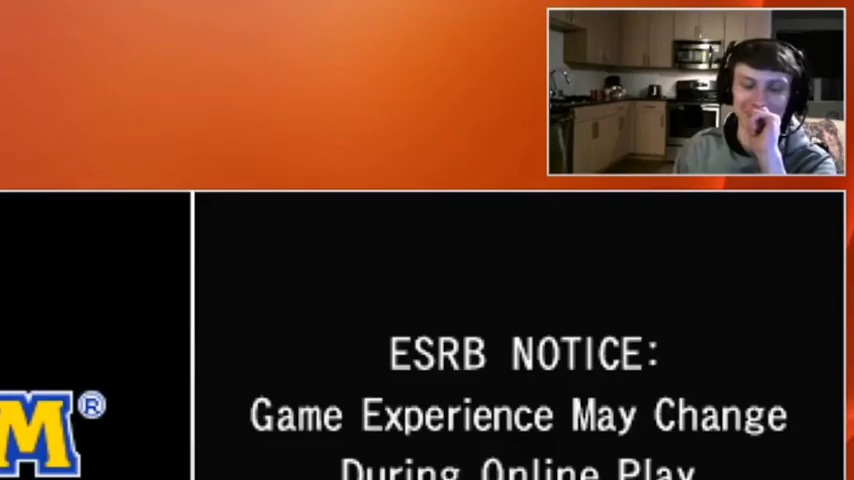 ESRB NOTICE:
Game Experience May Change
During Online Play
M®